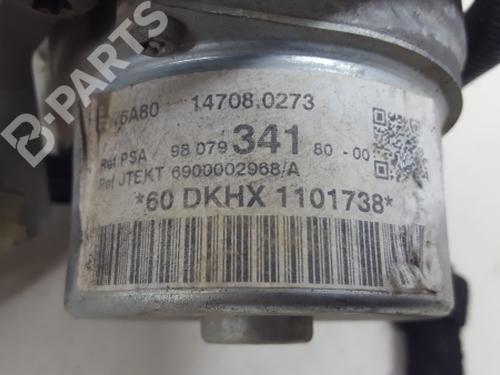 B-PARTS
6A80 14708.0273
Ref PSA 98 079 341 80-00
Ref JTEKT 6900002968/A
*60 DKHX 1101738*